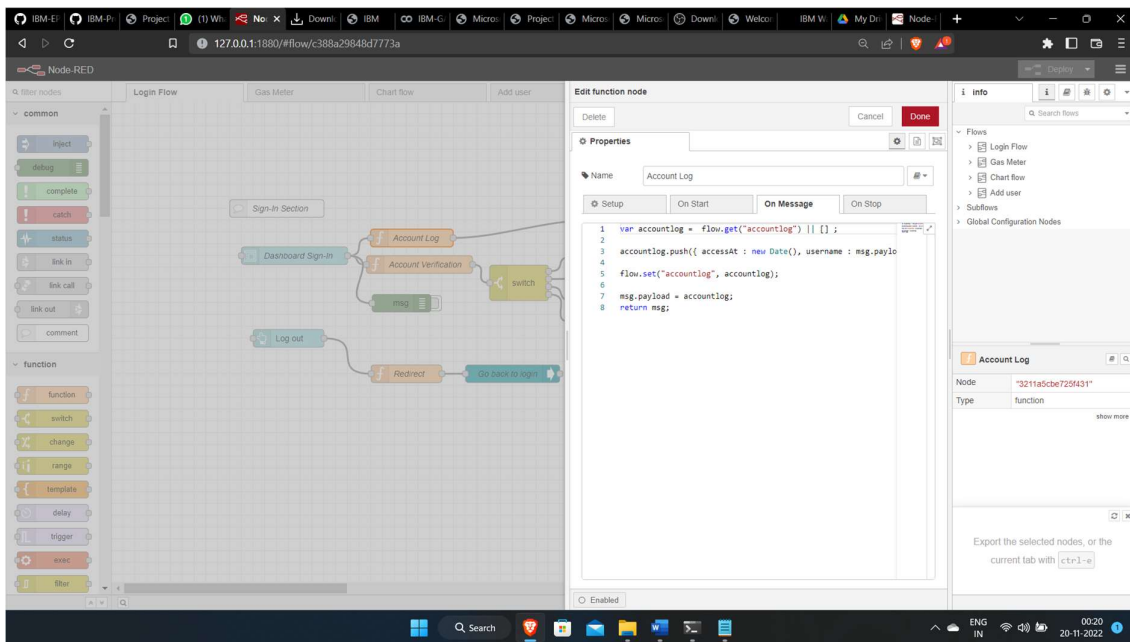 IBM-EP
IBM-Pr
Project
(1) Wh
No
Downlo
IBM
IBM-G
Micros
Project
Micros
Micros
Downl
Welcor
IBM W
My Dri
Node-
127.0.0.1:1880/#flow/c388a29848d7773a
Node-RED
Deploy
filter nodes
common
inject
debug
complete
catch
status
link in
link call
link out
comment
function
function
switch
change
range
template
delay
trigger
exec
filter
Login Flow
Gas Meter
Chart flow
Add user
Sign-In Section
Dashboard Sign-In
Account Log
Account Verification
msg
switch
Log out
Redirect
Go back to login
Edit function node
Delete
Cancel
Done
Properties
Name
Account Log
Setup
On Start
On Message
On Stop
1 var accountlog = flow.get("accountlog") || [] ;
2
3 accountlog.push({ accessAt : new Date(), username : msg.paylo
4
5 flow.set("accountlog", accountlog);
6
7 msg.payload = accountlog;
8 return msg;
Enabled
i info
i
Search flows
Flows
Login Flow
Gas Meter
Chart flow
Add user
Subflows
Global Configuration Nodes
Account Log
Node "3211a5cbe725f431"
Type function
show more
Export the selected nodes, or the
current tab with ctrl-e
Search
ENG
IN
00:20
20-11-2022
1